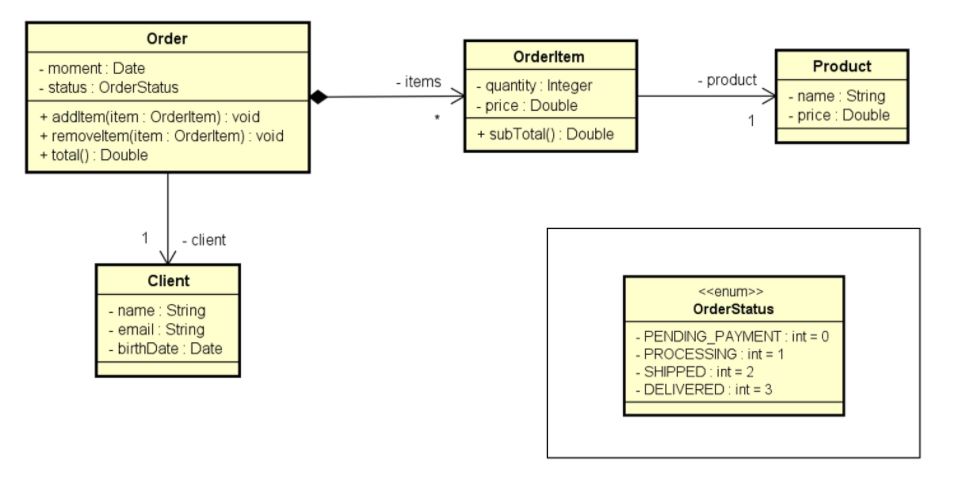 Order
- moment : Date
- status : OrderStatus
+ addItem(item : OrderItem) : void
+ removeItem(item : OrderItem) : void
+ total() : Double
- items
*
OrderItem
- quantity : Integer
- price : Double
+ subTotal() : Double
- product
1
Product
- name : String
- price : Double
1
- client
Client
- name : String
- email : String
- birthDate : Date
<<enum>>
OrderStatus
- PENDING_PAYMENT : int = 0
- PROCESSING : int = 1
- SHIPPED : int = 2
- DELIVERED : int = 3